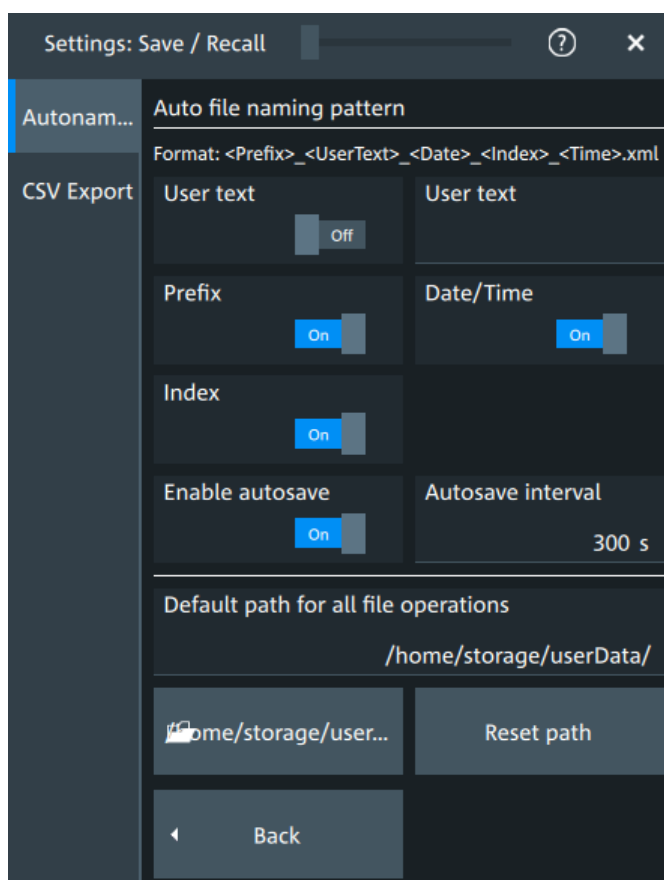 Settings: Save / Recall ? ×
Autonam... Auto file naming pattern
Format: <Prefix>_<UserText>_<Date>_<Index>_<Time>.xml
CSV Export User text User text
Off
Prefix Date/Time
On On
Index
On
Enable autosave Autosave interval
On 300 s
Default path for all file operations
/home/storage/userData/
ome/storage/user... Reset path
Back